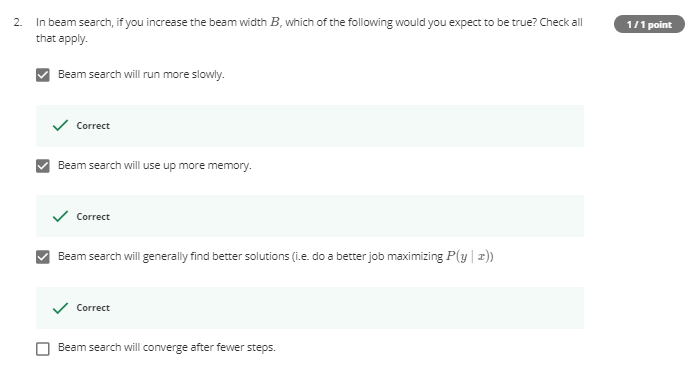 2. In beam search, if you increase the beam width B, which of the following would you expect to be true? Check all
that apply.
1 / 1 point
Beam search will run more slowly.
Correct
Beam search will use up more memory.
Correct
Beam search will generally find better solutions (i.e. do a better job maximizing P(y | x))
Correct
Beam search will converge after fewer steps.